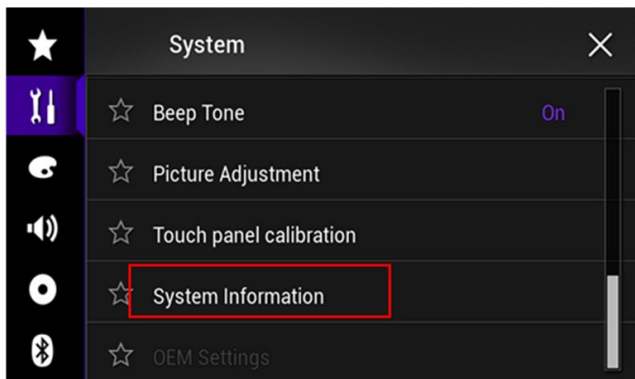 System
Beep Tone On
Picture Adjustment
Touch panel calibration
System Information
OEM Settings